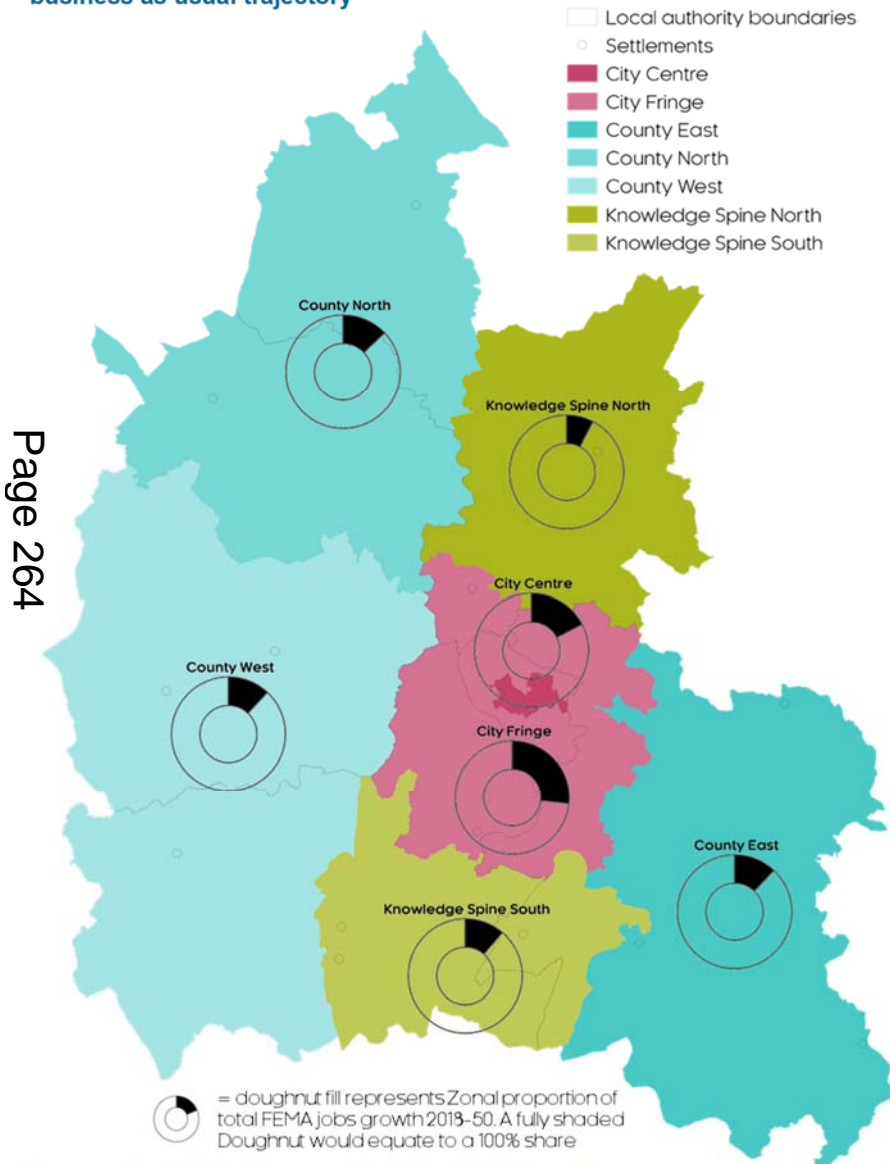 business-as-usual trajectory
Local authority boundaries
Settlements
City Centre
City Fringe
County East
County North
County West
Knowledge Spine North
Knowledge Spine South
County North
Knowledge Spine North
Page 264
City Centre
County West
City Fringe
County East
Knowledge Spine South
= doughnut fill represents Zonal proportion of
total FEMA jobs growth 2018-50. A fully shaded
Doughnut would equate to a 100% share